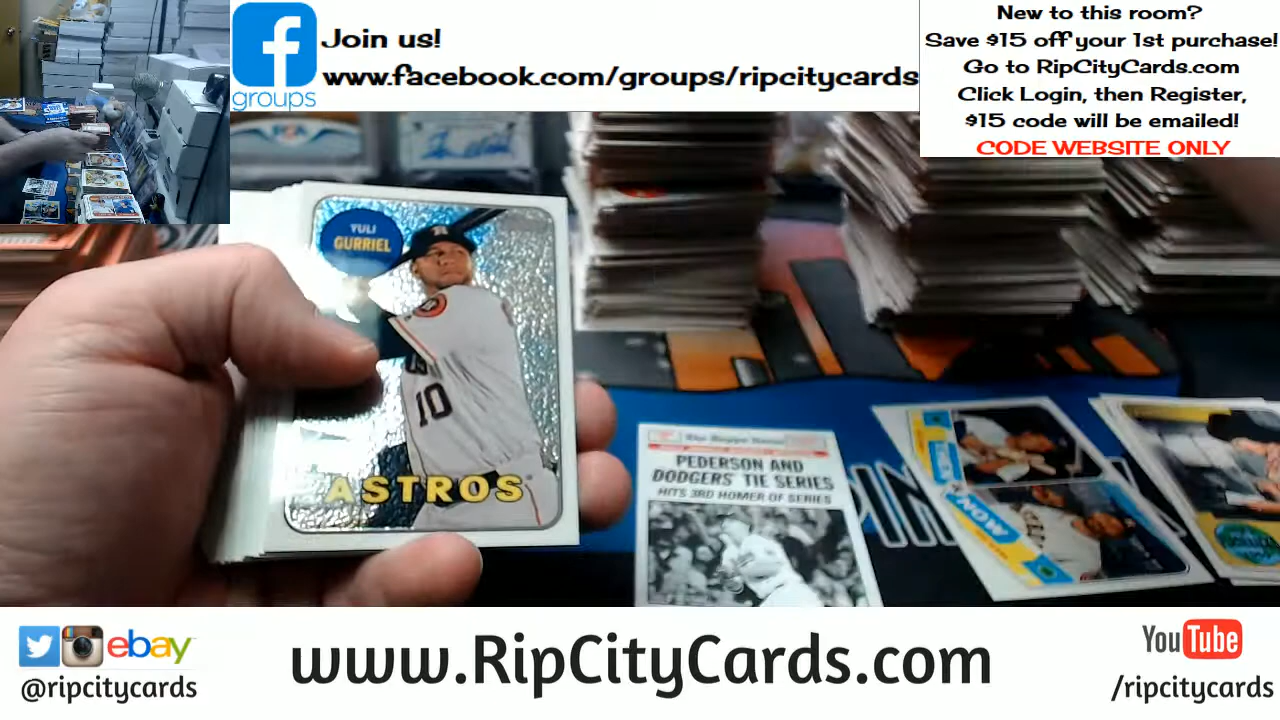 Join us!
www.facebook.com/groups/ripcitycards
groups
New to this room?
Save $15 off your 1st purchase!
Go to RipCityCards.com
Click Login, then Register,
$15 code will be emailed!
CODE WEBSITE ONLY
YULI
GURRIEL
10
ASTROS
PEDERSON AND
DODGERS' TIE SERIES
HITS 3RD HOMER OF SERIES
ebay
@ripcitycards
www.RipCityCards.com
YouTube
/ripcitycards